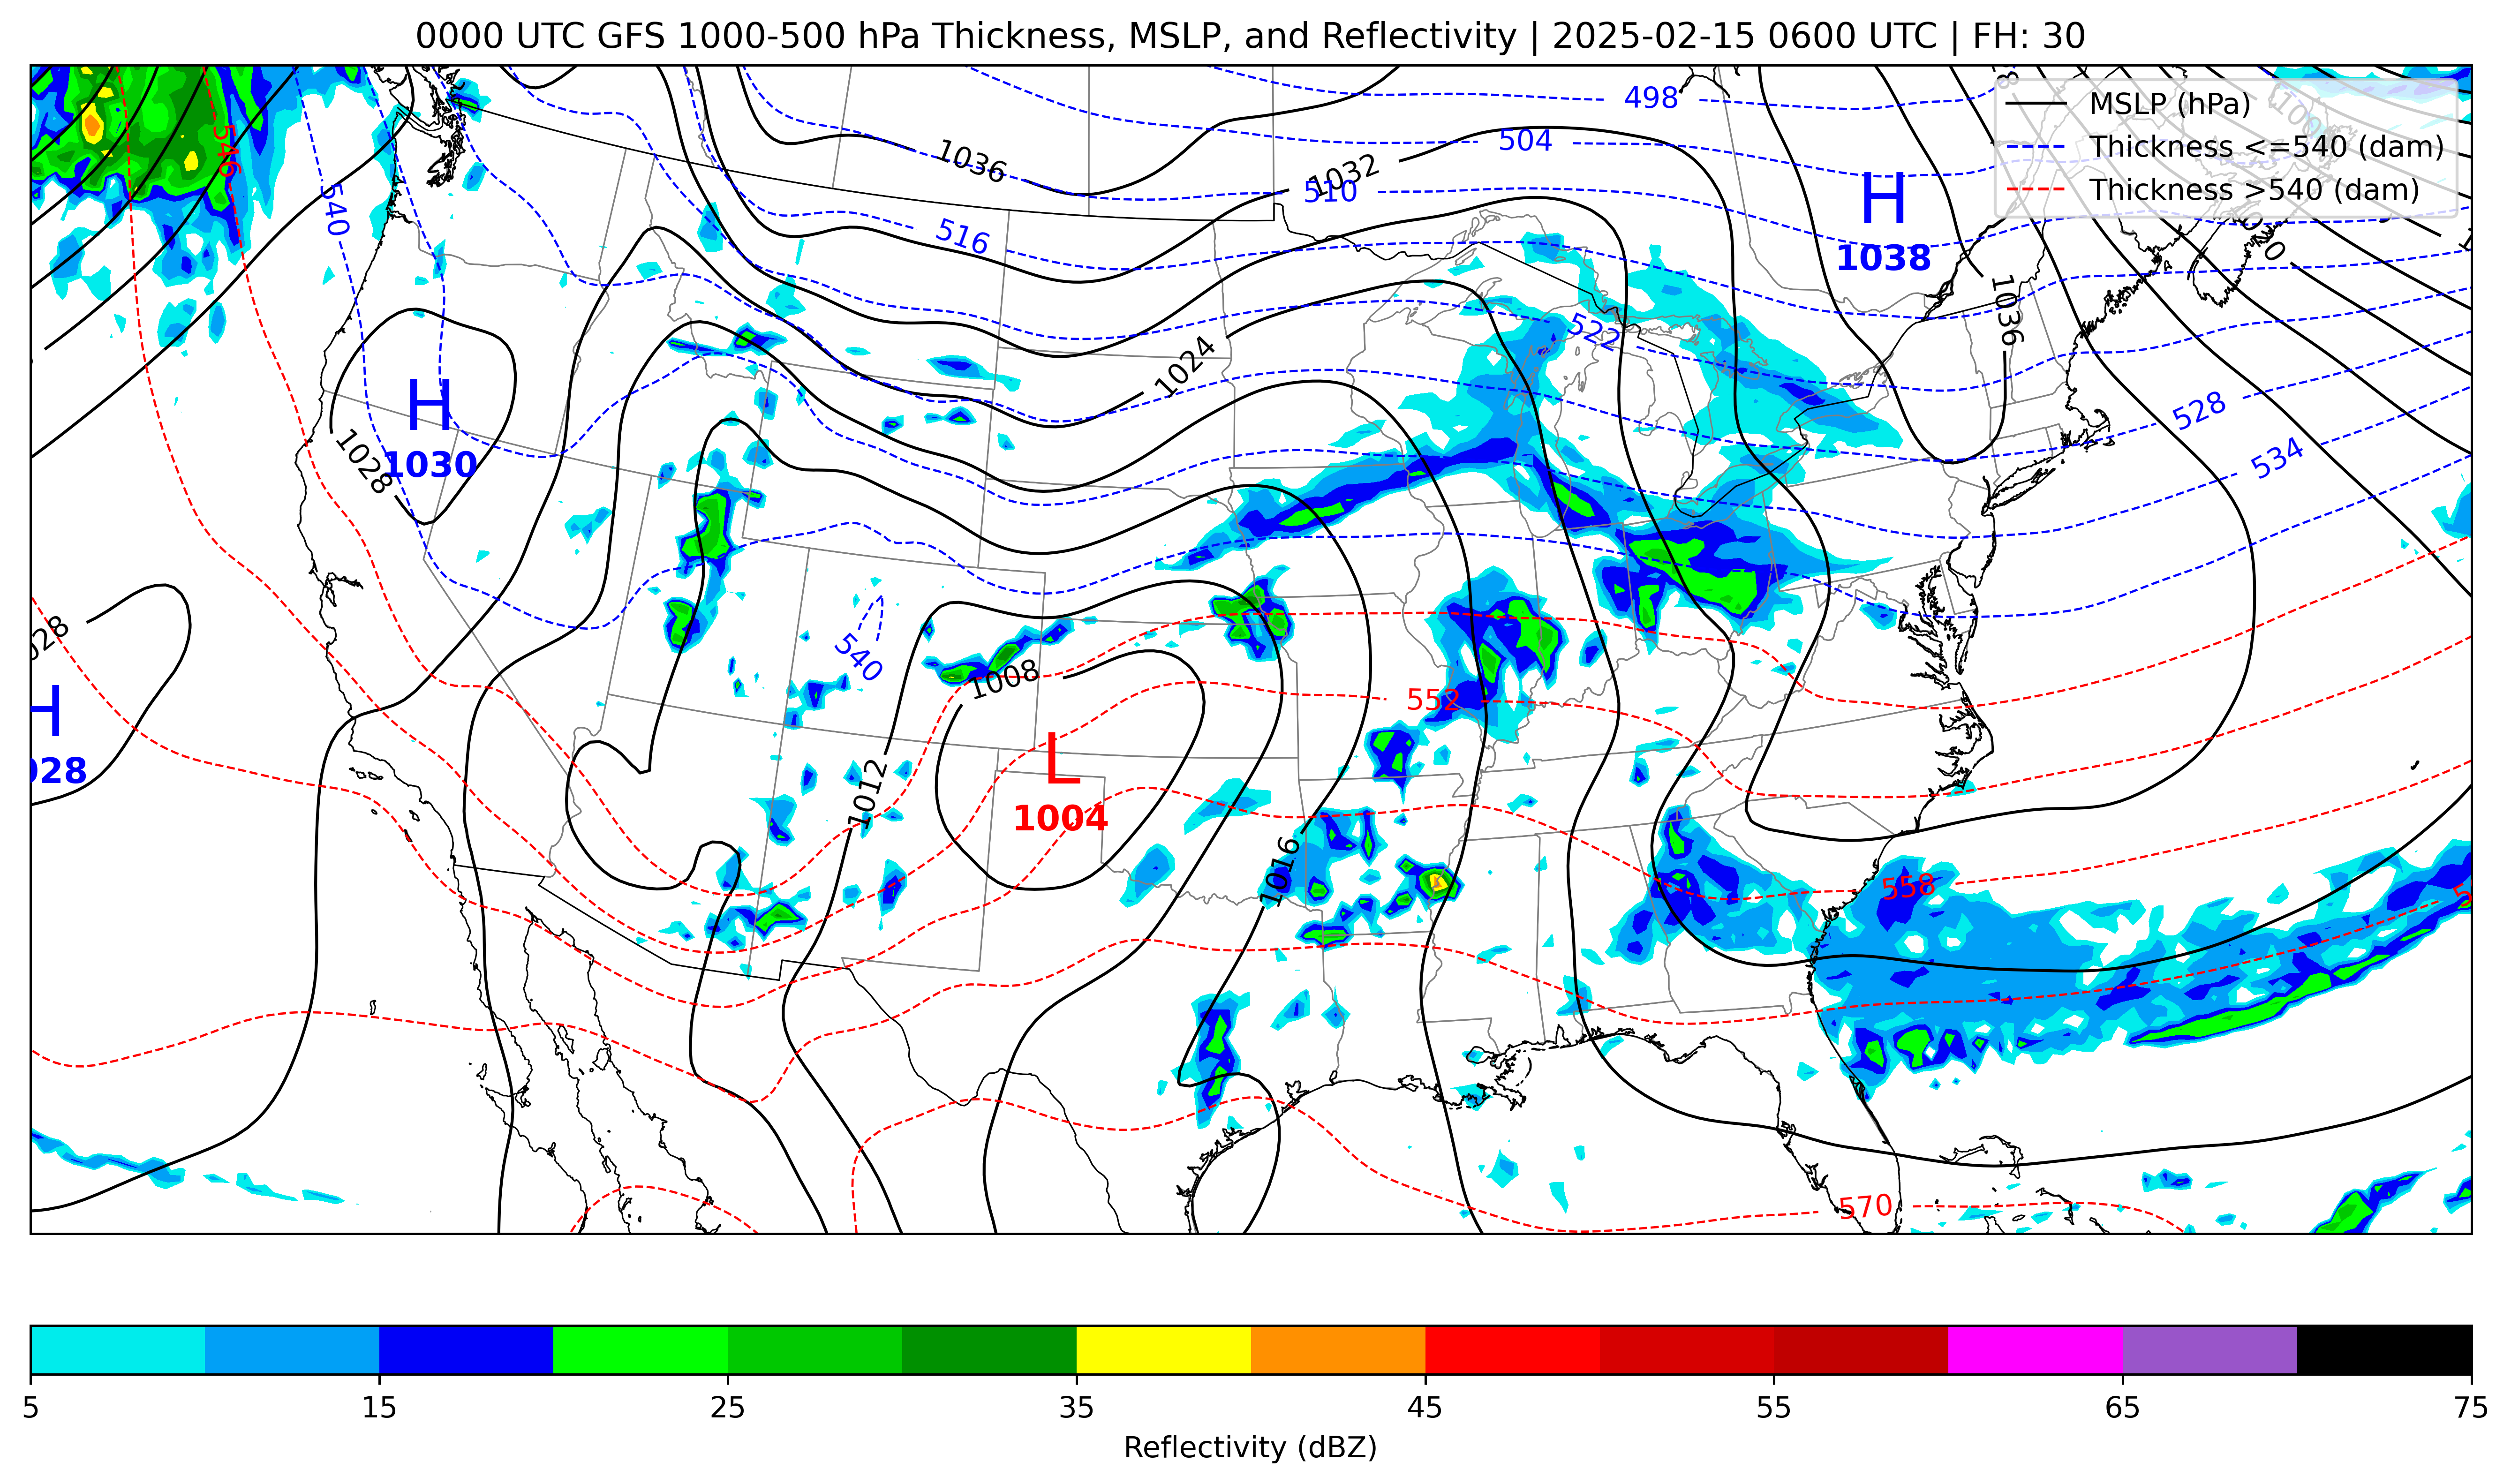 0000 UTC GFS 1000-500 hPa Thickness, MSLP, and Reflectivity | 2025-02-15 0600 UTC | FH: 30
MSLP (hPa)
Thickness <=540 (dam)
Thickness >540 (dam)
498
504
1036
1032
510
516
546
540
H
1038
1036
522
1024
528
534
H
1030
1028
540
1008
552
H
028
028
1012
L
1004
1016
558
570
5 15 25 35 45 55 65 75
Reflectivity (dBZ)